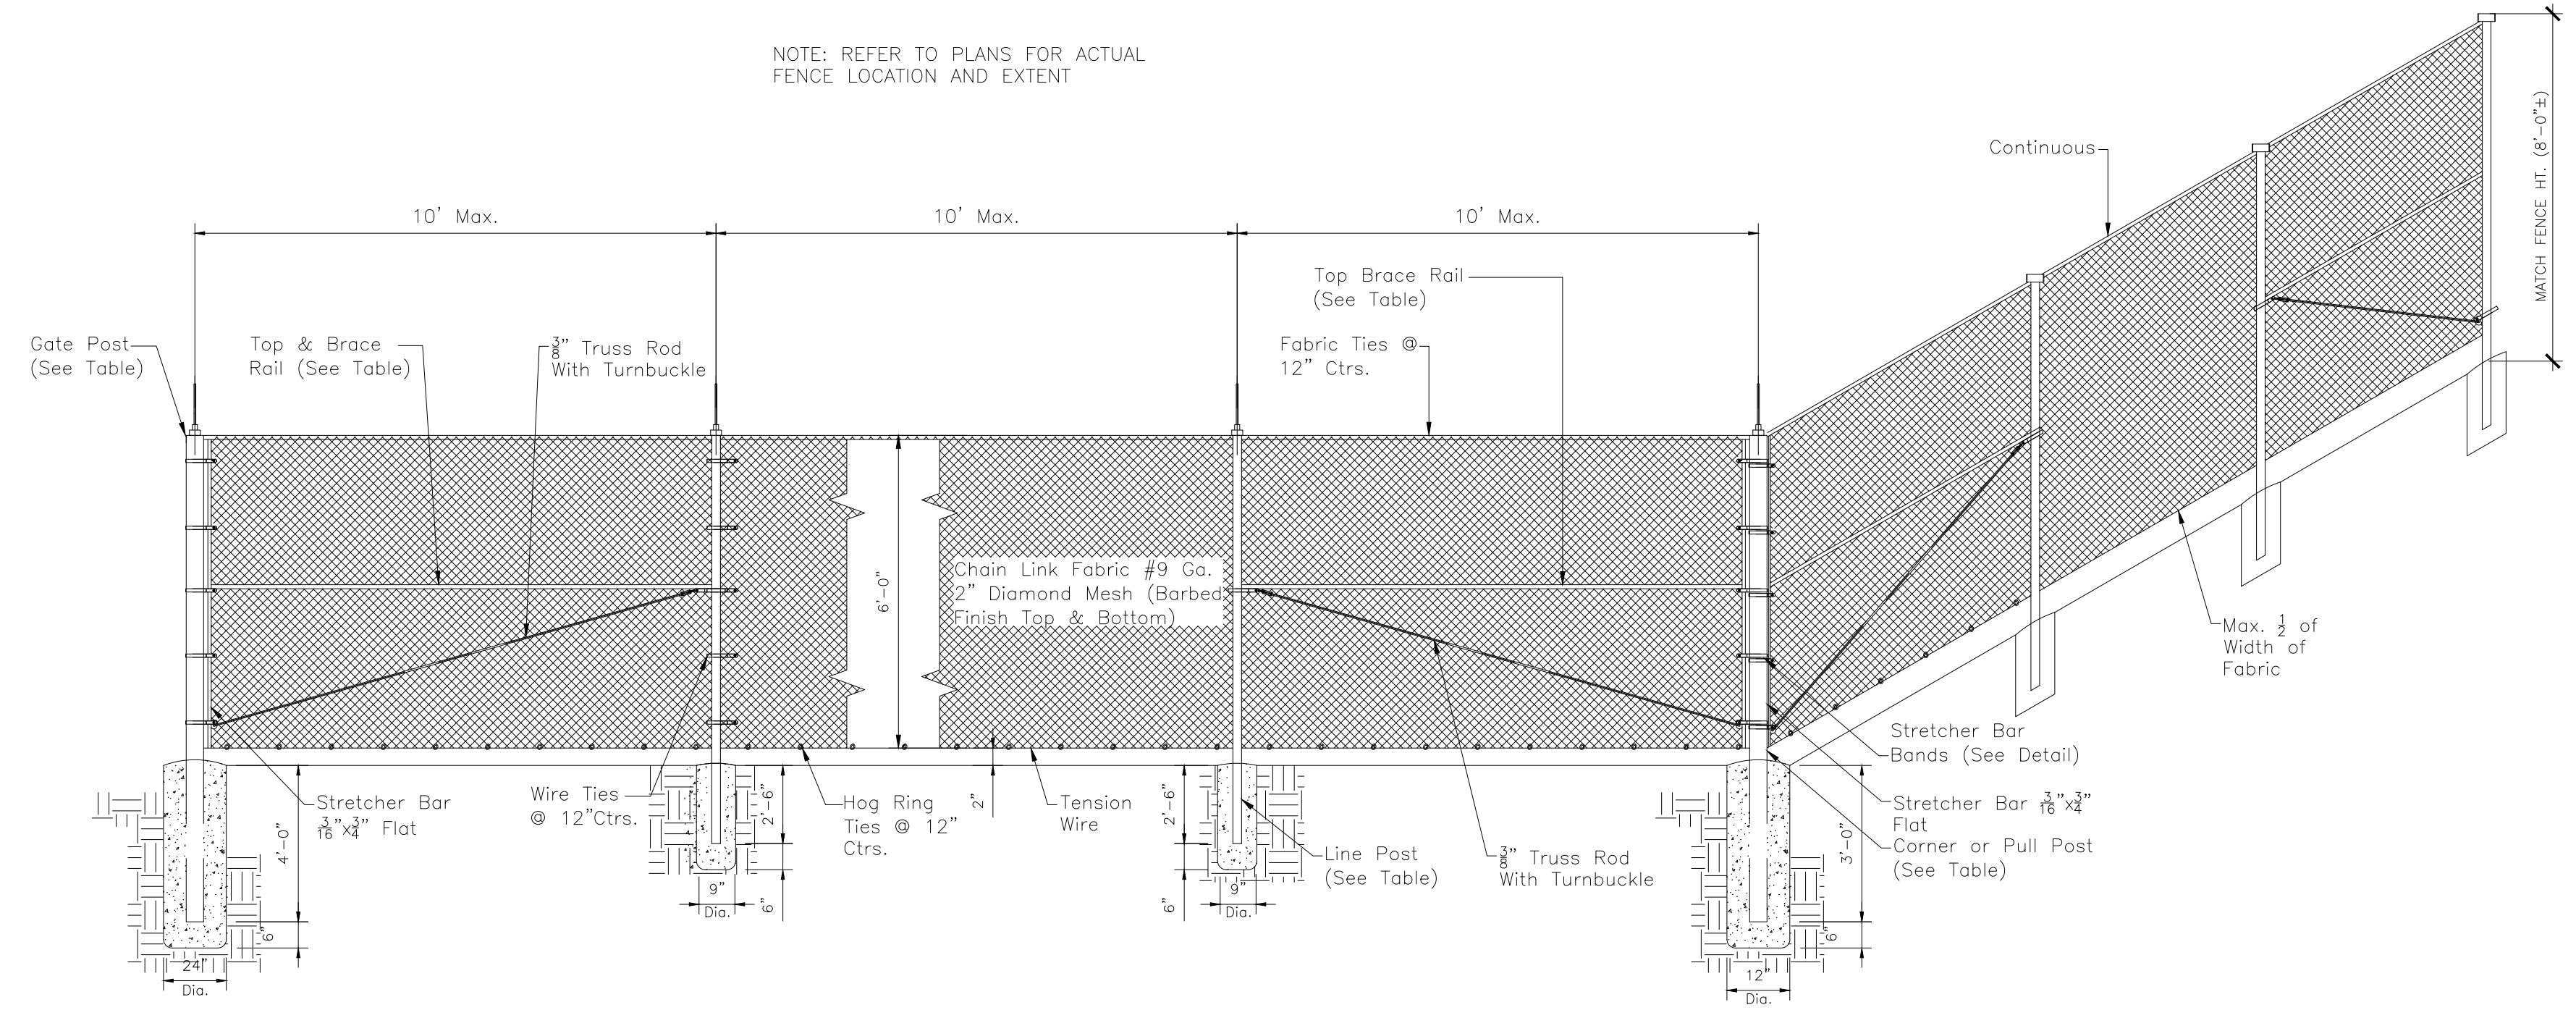 NOTE: REFER TO PLANS FOR ACTUAL
FENCE LOCATION AND EXTENT
MATCH FENCE HT. (8'-0"±)
Continuous
10' Max.
10' Max.
10' Max.
Top Brace Rail
(See Table)
Gate Post
(See Table)
Top & Brace
Rail (See Table)
3/8" Truss Rod
With Turnbuckle
Fabric Ties @
12" Ctrs.
6'-0"
Chain Link Fabric #9 Ga.
2" Diamond Mesh (Barbed
Finish Top & Bottom)
Max. 1/2 of
Width of
Fabric
Stretcher Bar
Bands (See Detail)
Stretcher Bar 3/16"x3/4"
Flat
Corner or Pull Post
(See Table)
Stretcher Bar
3/16"x3/4" Flat
Wire Ties
@ 12"Ctrs.
Hog Ring
Ties @ 12"
Ctrs.
Tension
Wire
Line Post
(See Table)
3/8" Truss Rod
With Turnbuckle
4'-0"
6"
24"
Dia.
2'-6"
6"
9"
Dia.
2"
2'-6"
6"
9"
Dia.
3'-0"
6"
12"
Dia.